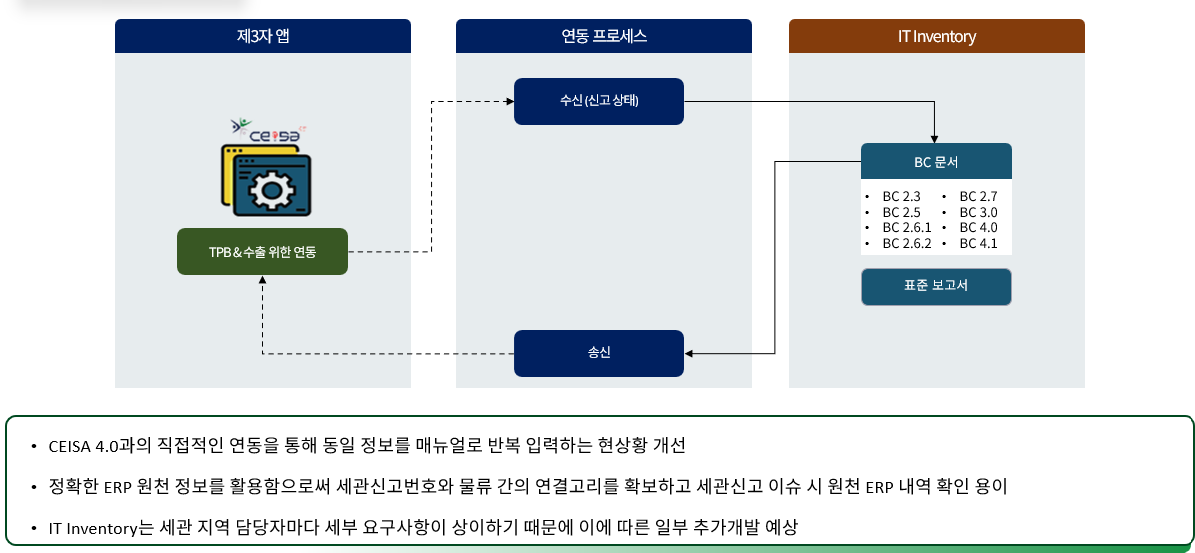 제3자 앱
연동 프로세스
IT Inventory
수신 (신고 상태)
CEISA
TPB & 수출 위한 연동
BC 문서
• BC 2.3 • BC 2.7
• BC 2.5 • BC 3.0
• BC 2.6.1 • BC 4.0
• BC 2.6.2 • BC 4.1
표준 보고서
송신
• CEISA 4.0과의 직접적인 연동을 통해 동일 정보를 매뉴얼로 반복 입력하는 현상황 개선
• 정확한 ERP 원천 정보를 활용함으로써 세관신고번호와 물류 간의 연결고리를 확보하고 세관신고 이슈 시 원천 ERP 내역 확인 용이
• IT Inventory는 세관 지역 담당자마다 세부 요구사항이 상이하기 때문에 이에 따른 일부 추가개발 예상